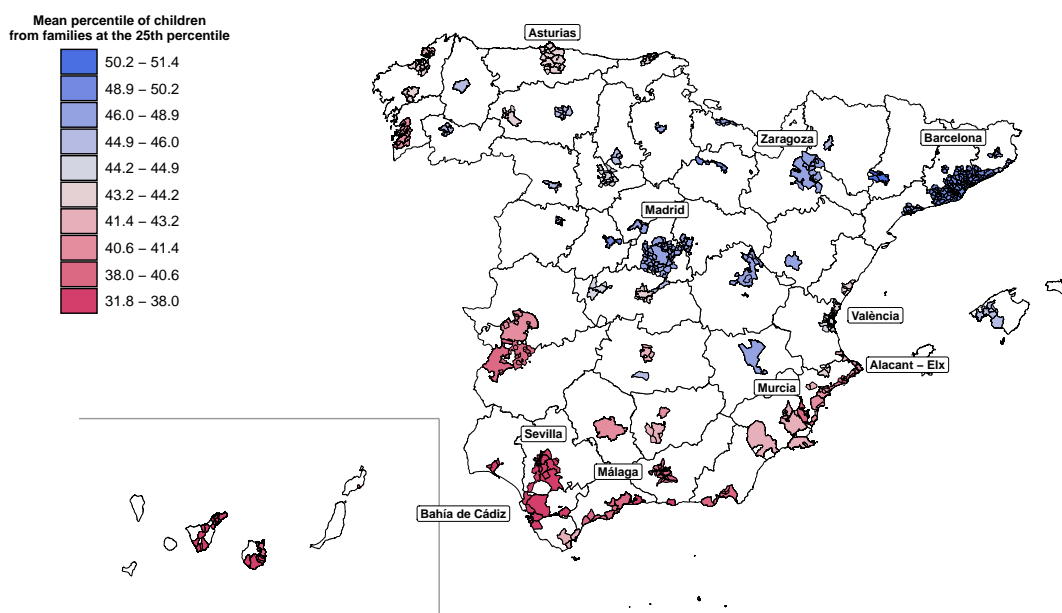 Mean percentile of children
from families at the 25th percentile
50.2 – 51.4
48.9 – 50.2
46.0 – 48.9
44.9 – 46.0
44.2 – 44.9
43.2 – 44.2
41.4 – 43.2
40.6 – 41.4
38.0 – 40.6
31.8 – 38.0
Asturias
Zaragoza
Barcelona
Madrid
València
Alacant – Elx
Murcia
Sevilla
Málaga
Bahía de Cádiz